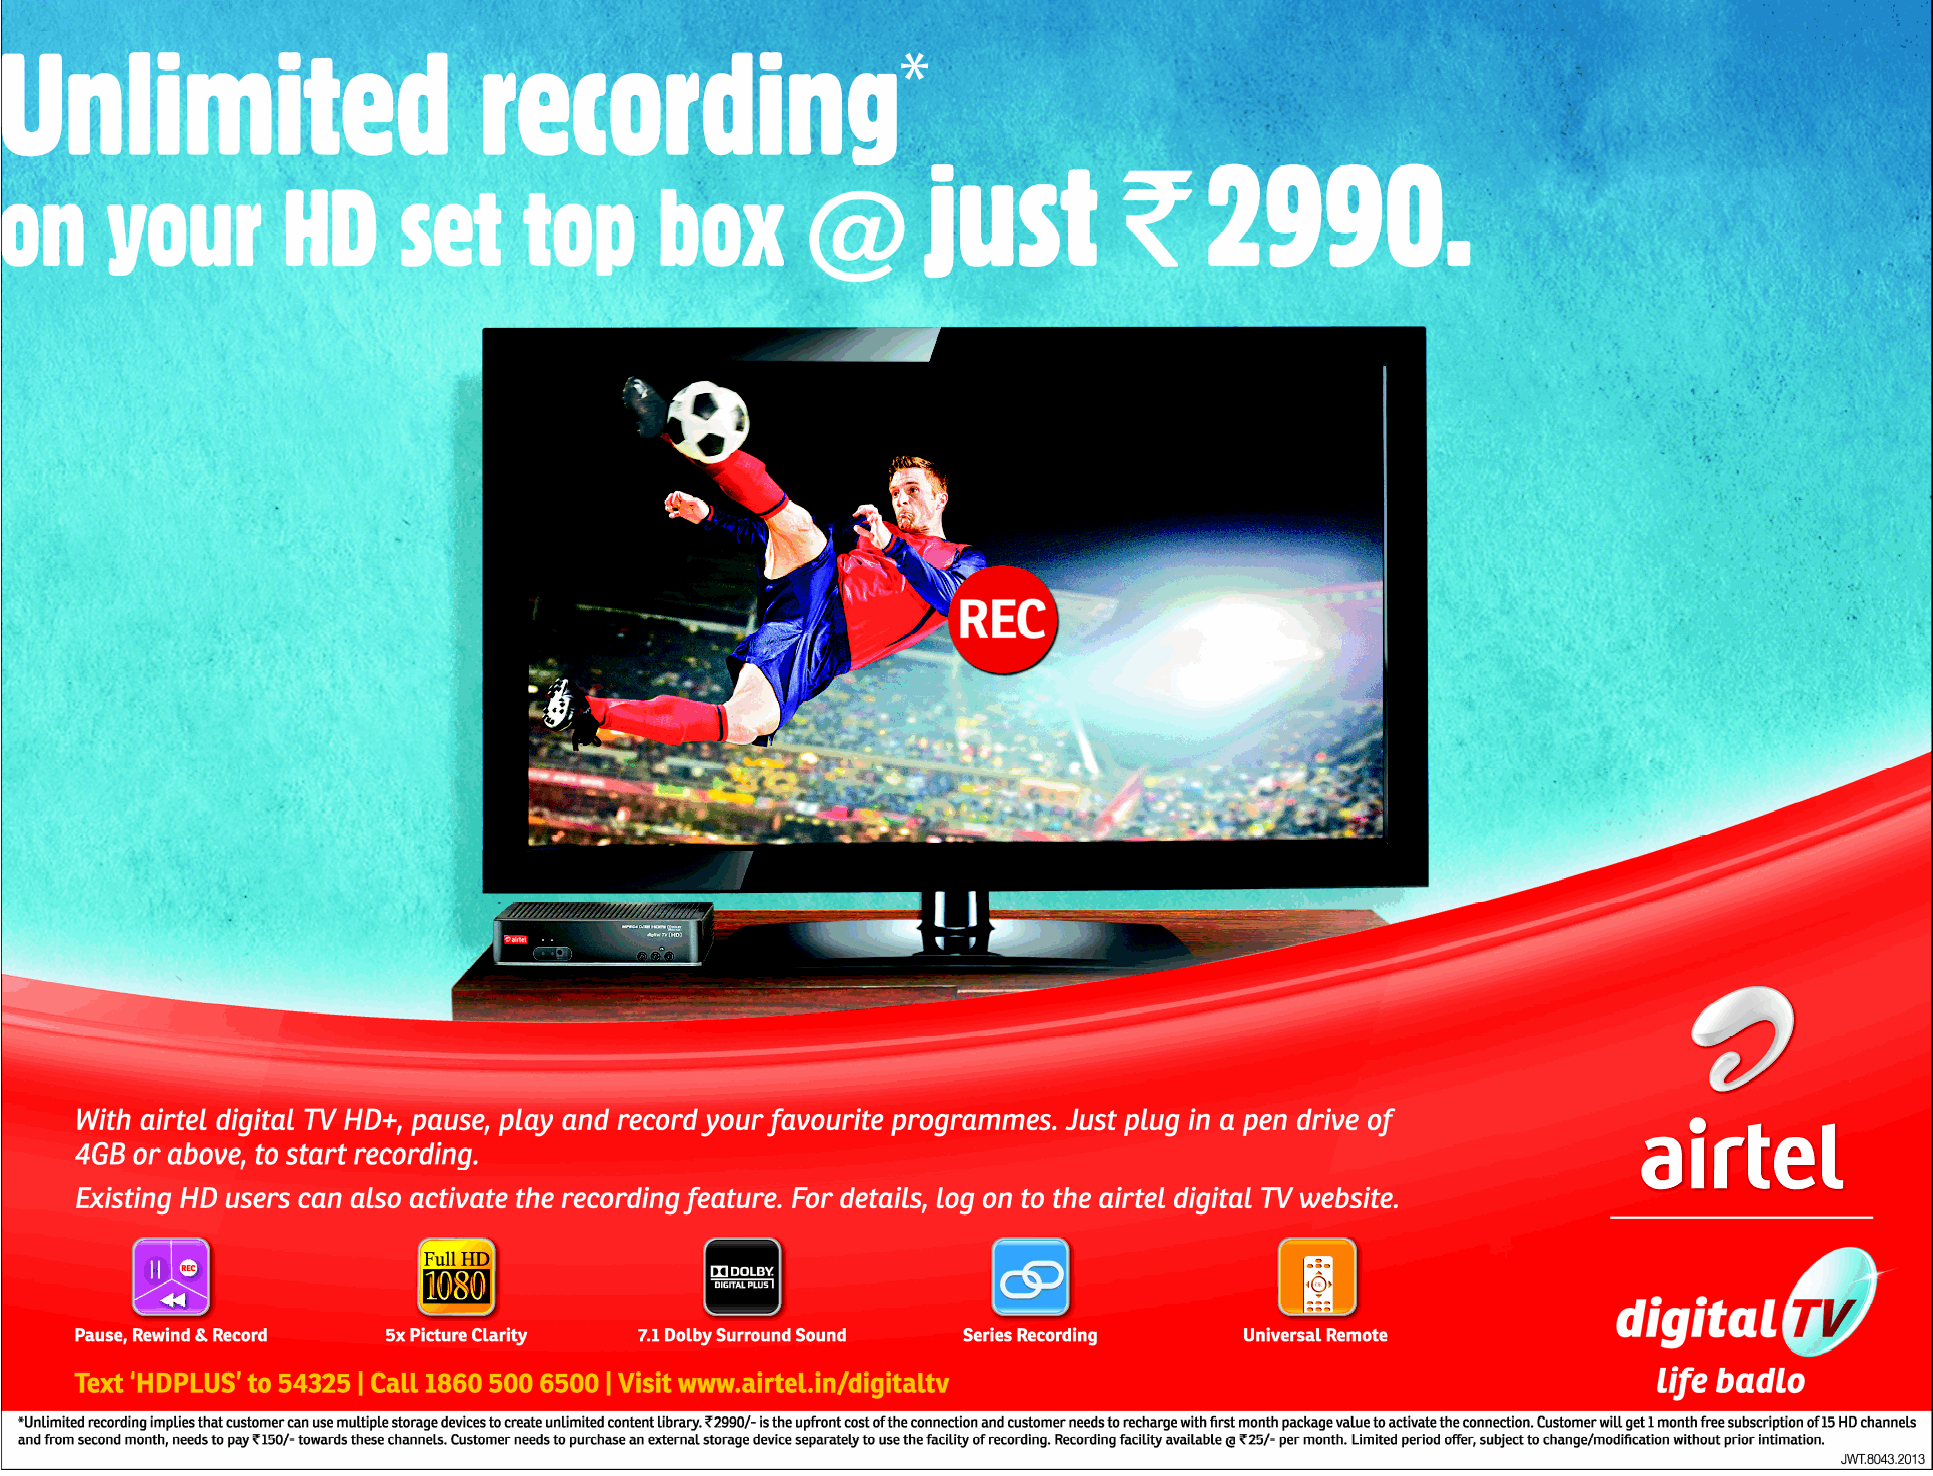 Unlimited recording*
on your HD set top box @ just ₹2990.
REC
airtel
digital TV (HD)
With airtel digital TV HD+, pause, play and record your favourite programmes. Just plug in a pen drive of
4GB or above, to start recording.
Existing HD users can also activate the recording feature. For details, log on to the airtel digital TV website.
airtel
REC
Full HD
1080
DOLBY
DIGITAL PLUS
Pause, Rewind & Record
5x Picture Clarity
7.1 Dolby Surround Sound
Series Recording
Universal Remote
digital TV
life badlo
Text ‘HDPLUS’ to 54325 | Call 1860 500 6500 | Visit www.airtel.in/digitaltv
*Unlimited recording implies that customer can use multiple storage devices to create unlimited content library. ₹2990/- is the upfront cost of the connection and customer needs to recharge with first month package value to activate the connection. Customer will get 1 month free subscription of 15 HD channels
and from second month, needs to pay ₹150/- towards these channels. Customer needs to purchase an external storage device separately to use the facility of recording. Recording facility available @ ₹25/- per month. Limited period offer, subject to change/modification without prior intimation.
JWT.8043.2013